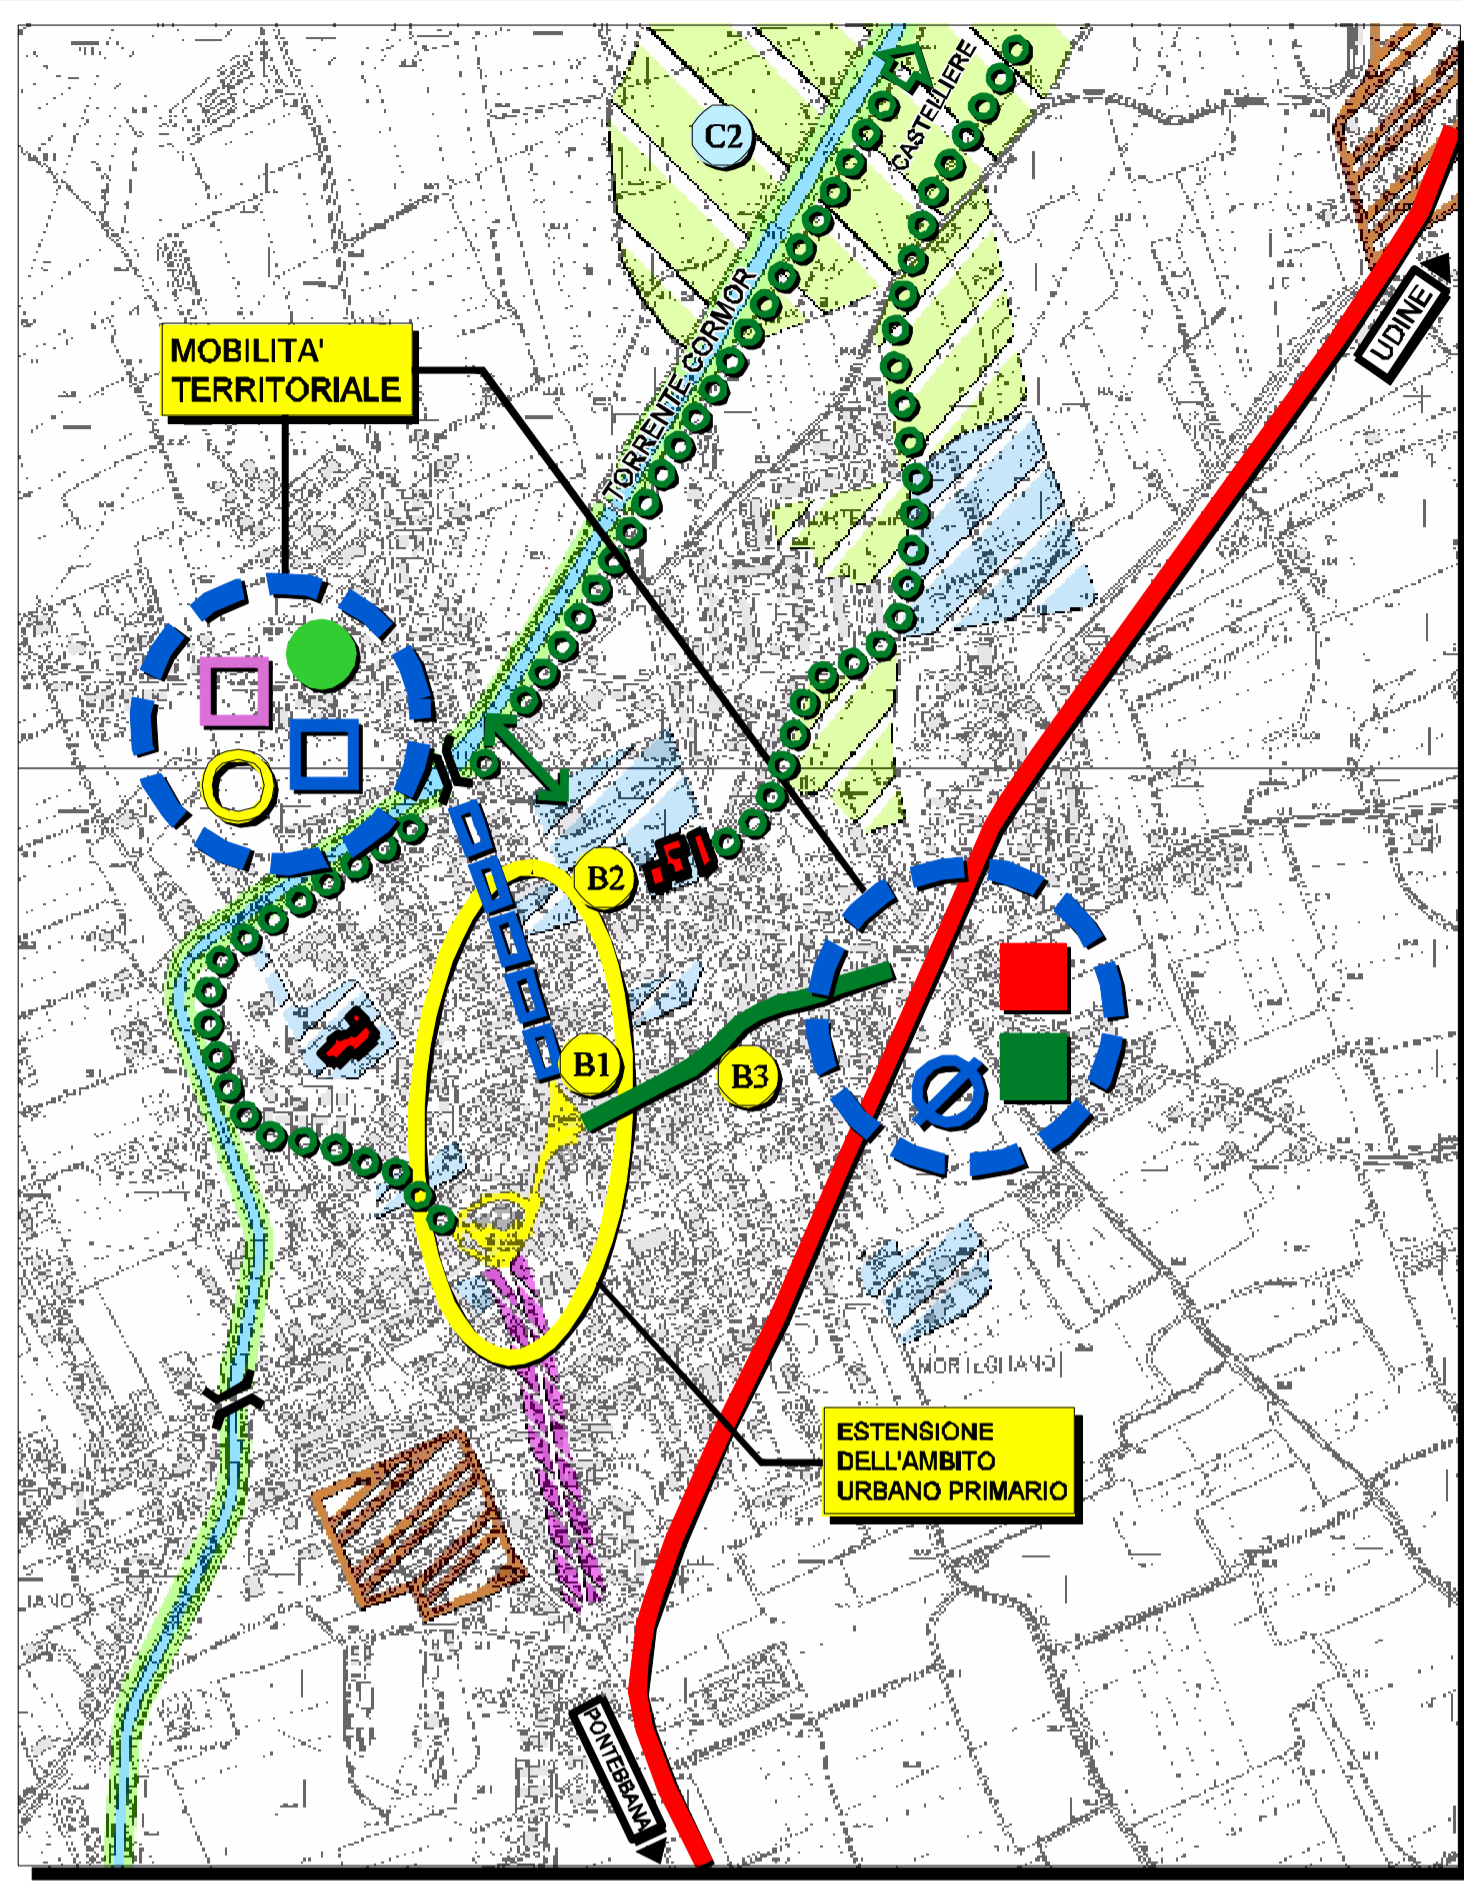 C2
CASTELLIERE
UDINE
MOBILITA'
TERRITORIALE
TORRENTE CORMOR
B2
B1
B3
ESTENSIONE
DELL'AMBITO
URBANO PRIMARIO
PONTEBBANA